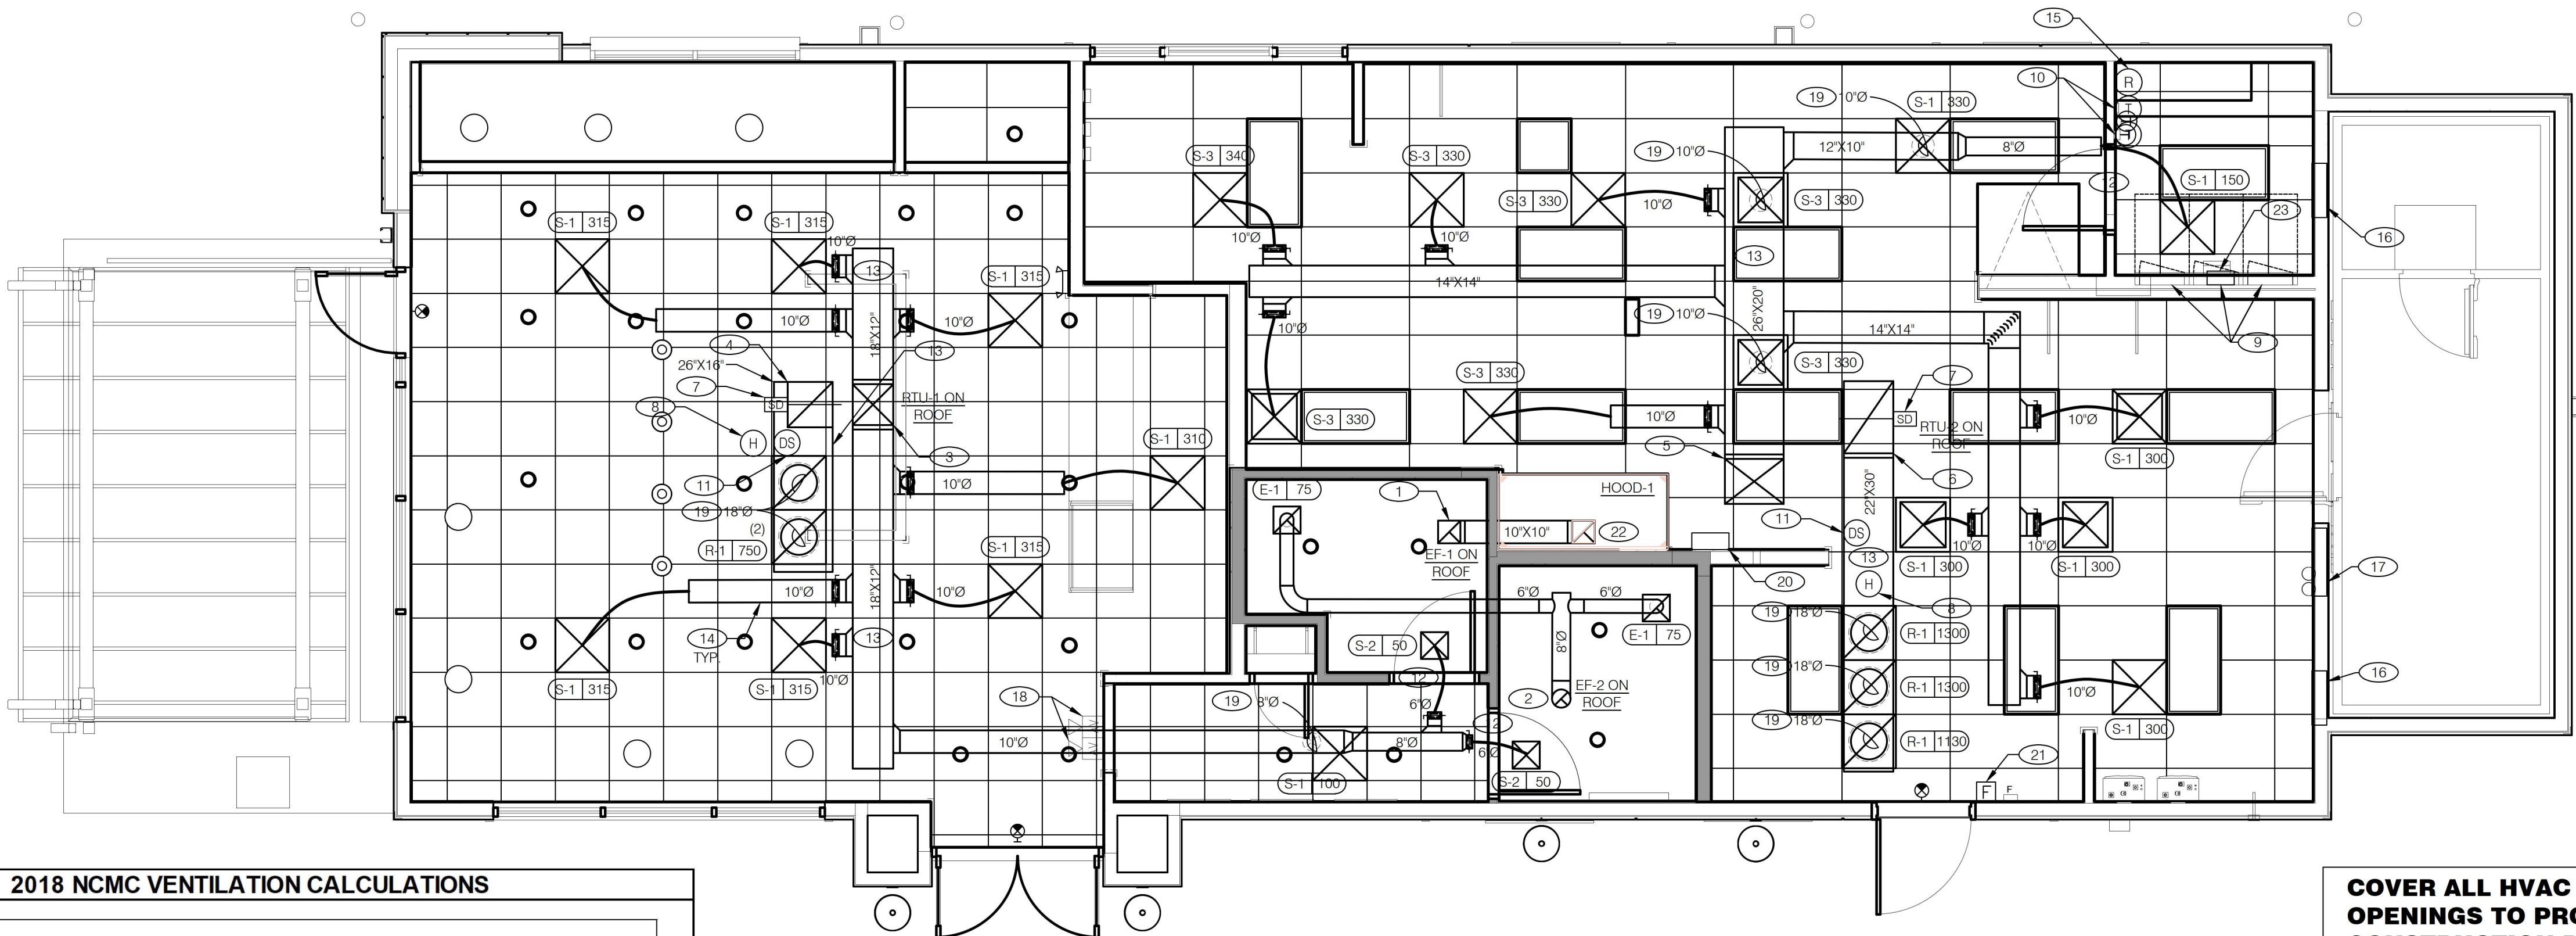 15
10
R
T
T
19 10"Ø
S-1 330
S-3 340
S-3 330
19 10"Ø
12"X10"
8"Ø
S-3 330
10"Ø
S-3 330
12
S-1 150
23
16
S-1 315
S-1 315
10"Ø
13
S-1 315
10"Ø
10"Ø
13
14"X14"
10"Ø
10"Ø
18"X12"
10"Ø
19 10"Ø
26"X20"
14"X14"
9
4
13
26"X16"
7
SD
8
H
DS
RTU-1 ON
ROOF
S-3 330
S-3 330
7
SD
S-3 330
10"Ø
RTU-2 ON
ROOF
10"Ø
S-1 310
3
5
6
S-1 300
11
10"Ø
19 18"Ø
(2)
R-1 750
S-1 315
E-1 75
1
HOOD-1
10"X10"
22
EF-1 ON
ROOF
11
DS
22"X30"
13
H
10"Ø
10"Ø
S-1 300
S-1 300
17
20
18"X12"
10"Ø
10"Ø
14
TYP.
13
6"Ø
6"Ø
8"Ø
E-1 75
S-2 50
8
19 18"Ø
R-1 1300
19 18"Ø
R-1 1300
19 18"Ø
R-1 1130
10"Ø
16
S-1 300
S-1 315
S-1 315
10"Ø
18
19 8"Ø
12
6"Ø
2
EF-2 ON
ROOF
12
10"Ø
8"Ø
6"Ø
S-1 100
S-2 50
21
F
F
2018 NCMC VENTILATION CALCULATIONS
COVER ALL HVAC
OPENINGS TO PRO